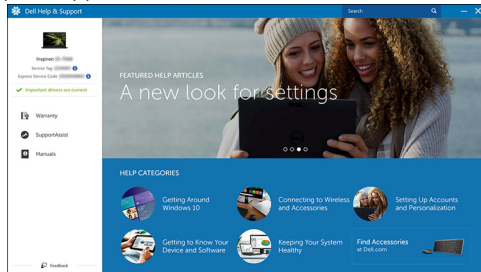 Dell Help & Support
Search
Inspiron
Service Tag
Express Service Code
Important drivers are current
Warranty
SupportAssist
Manuals
Feedback
FEATURED HELP ARTICLES
A new look for settings
DELL
HELP CATEGORIES
Getting Around
Windows 10
Connecting to Wireless
and Accessories
Setting Up Accounts
and Personalization
Getting to Know Your
Device and Software
Keeping Your System
Healthy
Find Accessories
at Dell.com